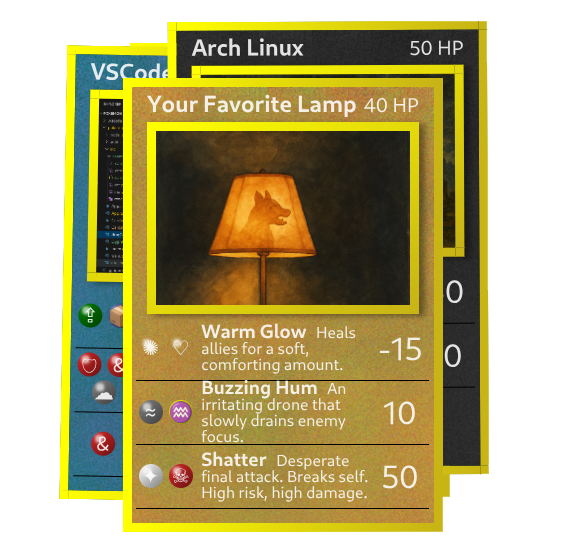 Arch Linux 50 HP
VSCode
Your Favorite Lamp 40 HP
Warm Glow Heals
allies for a soft,
comforting amount.
-15
Buzzing Hum An
irritating drone that
slowly drains enemy
focus.
10
Shatter Desperate
final attack. Breaks self.
High risk, high damage.
50
0
0
&
&